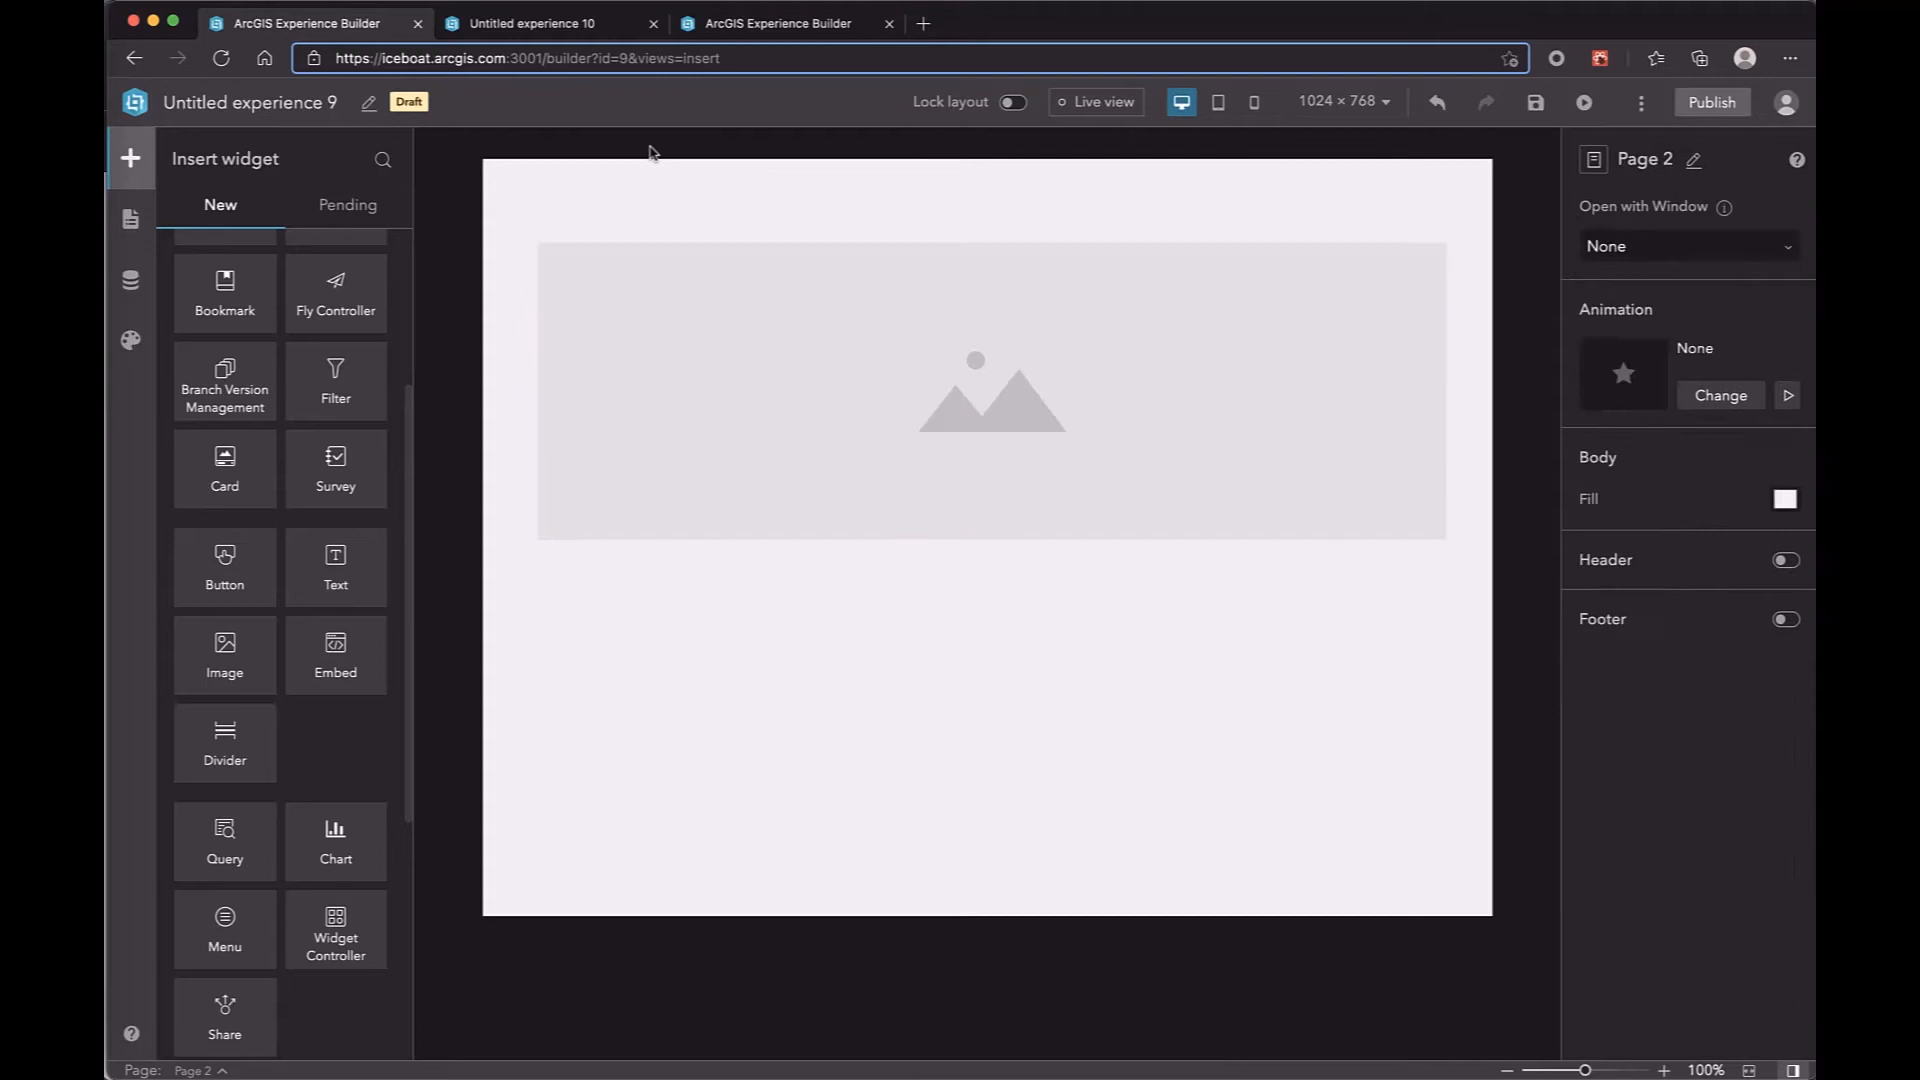 ArcGIS Experience Builder
Untitled experience 10
ArcGIS Experience Builder
https://iceboat.arcgis.com:3001/builder?id=9&views=insert
Untitled experience 9
Draft
Lock layout
Live view
1024 × 768
Publish
Insert widget
New
Pending
Bookmark
Fly Controller
Branch Version
Management
Filter
Card
Survey
Button
Text
Image
Embed
Divider
Query
Chart
Menu
Widget
Controller
Share
Page 2
Open with Window
None
Animation
None
Change
Body
Fill
Header
Footer
Page:
Page 2
100%